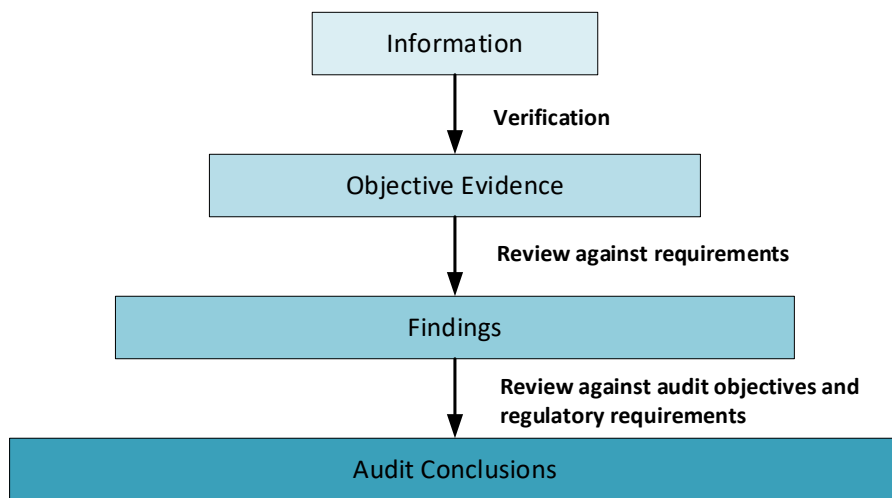 Information
Verification
Objective Evidence
Review against requirements
Findings
Review against audit objectives and
regulatory requirements
Audit Conclusions